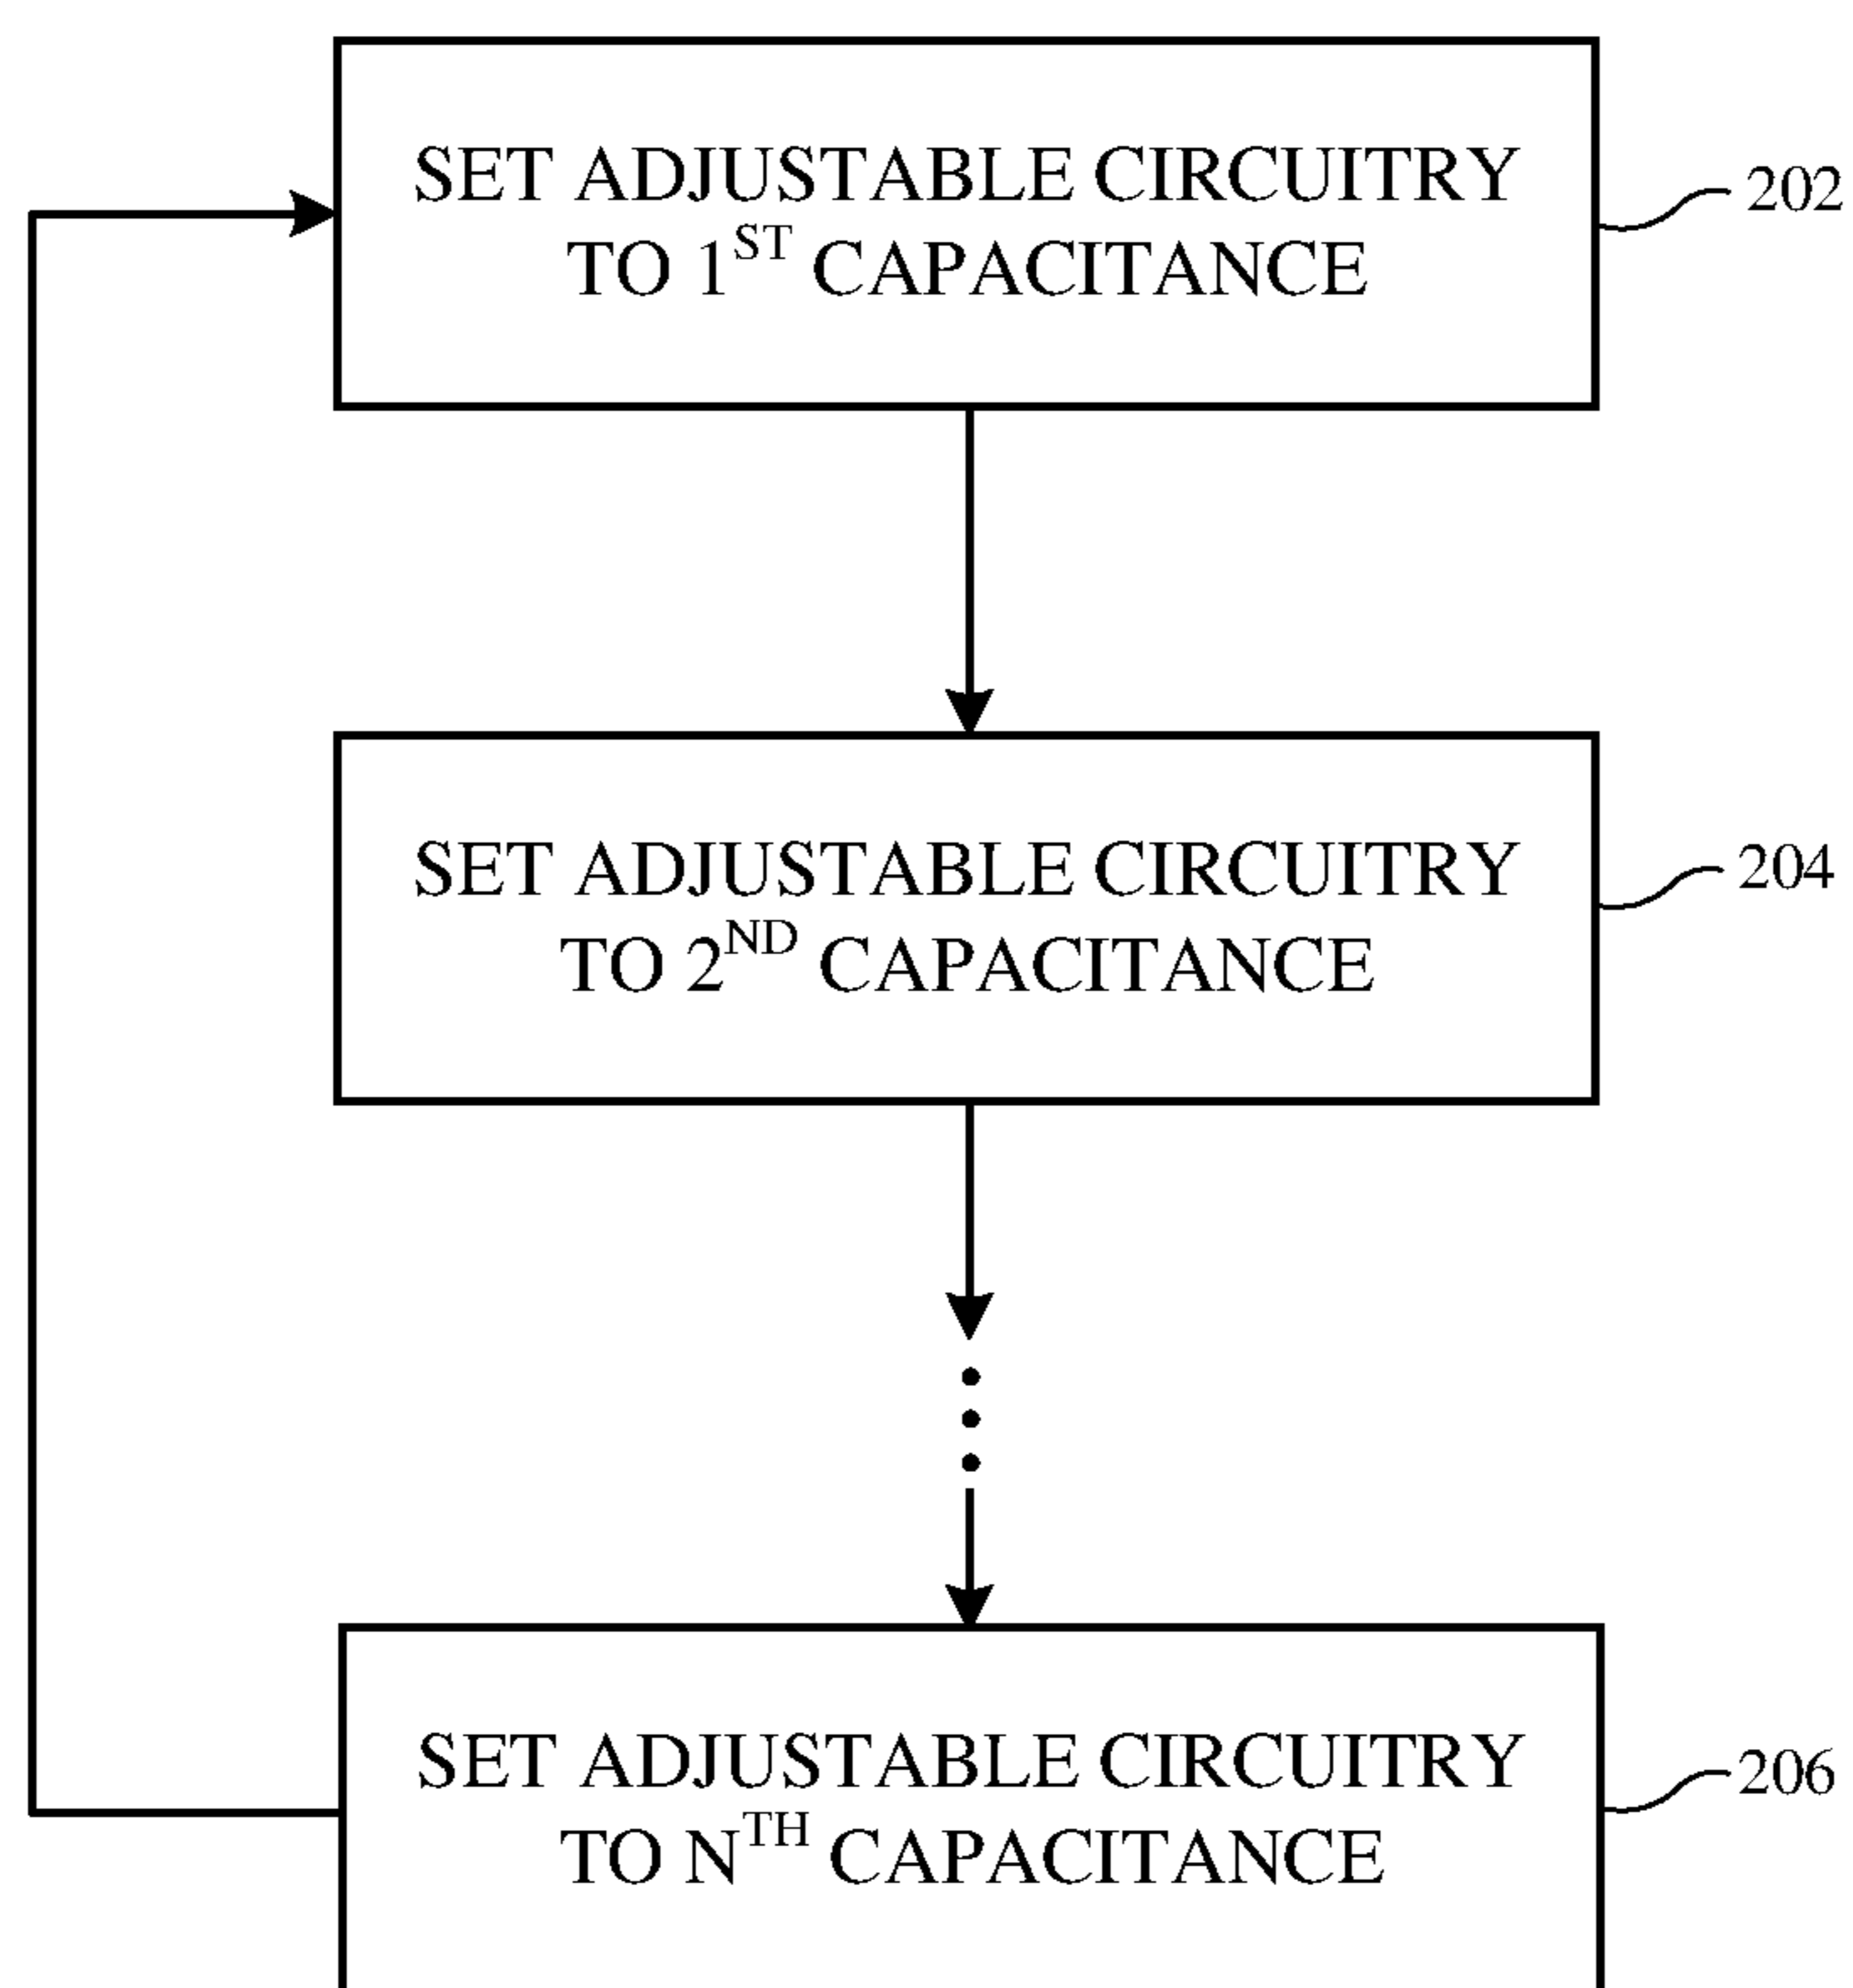 SET ADJUSTABLE CIRCUITRY
TO 1ST CAPACITANCE
202
SET ADJUSTABLE CIRCUITRY
TO 2ND CAPACITANCE
204
SET ADJUSTABLE CIRCUITRY
TO NTH CAPACITANCE
206